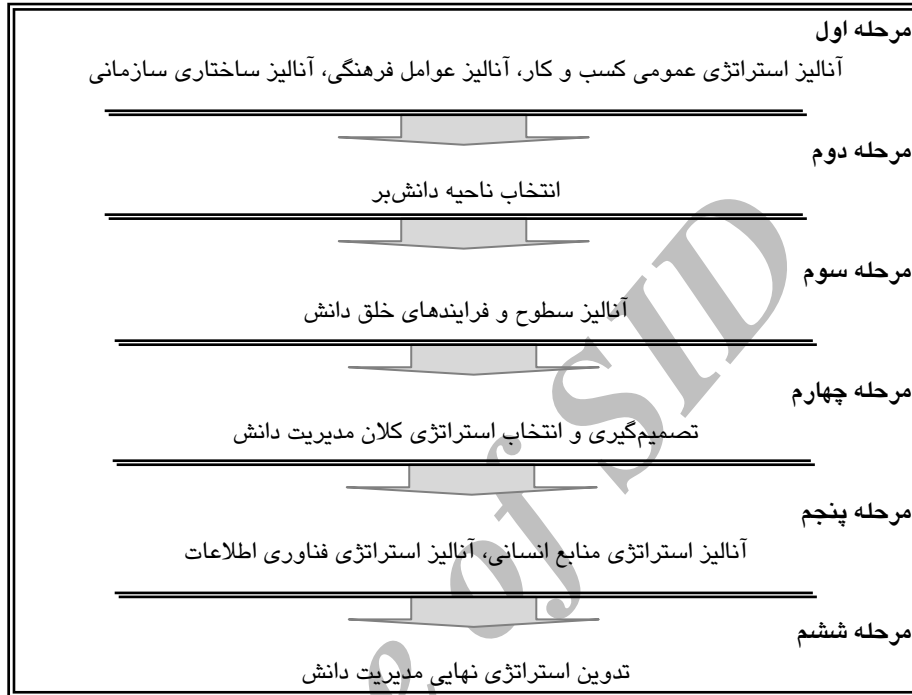 مرحله اول
آنالیز استراتژی عمومی کسب و کار، آنالیز عوامل فرهنگی، آنالیز ساختاری سازمانی
مرحله دوم
انتخاب ناحیه دانش‌بر
مرحله سوم
آنالیز سطوح و فرایندهای خلق دانش
مرحله چهارم
تصمیم‌گیری و انتخاب استراتژی کلان مدیریت دانش
مرحله پنجم
آنالیز استراتژی منابع انسانی، آنالیز استراتژی فناوری اطلاعات
مرحله ششم
تدوین استراتژی نهایی مدیریت دانش
of SID